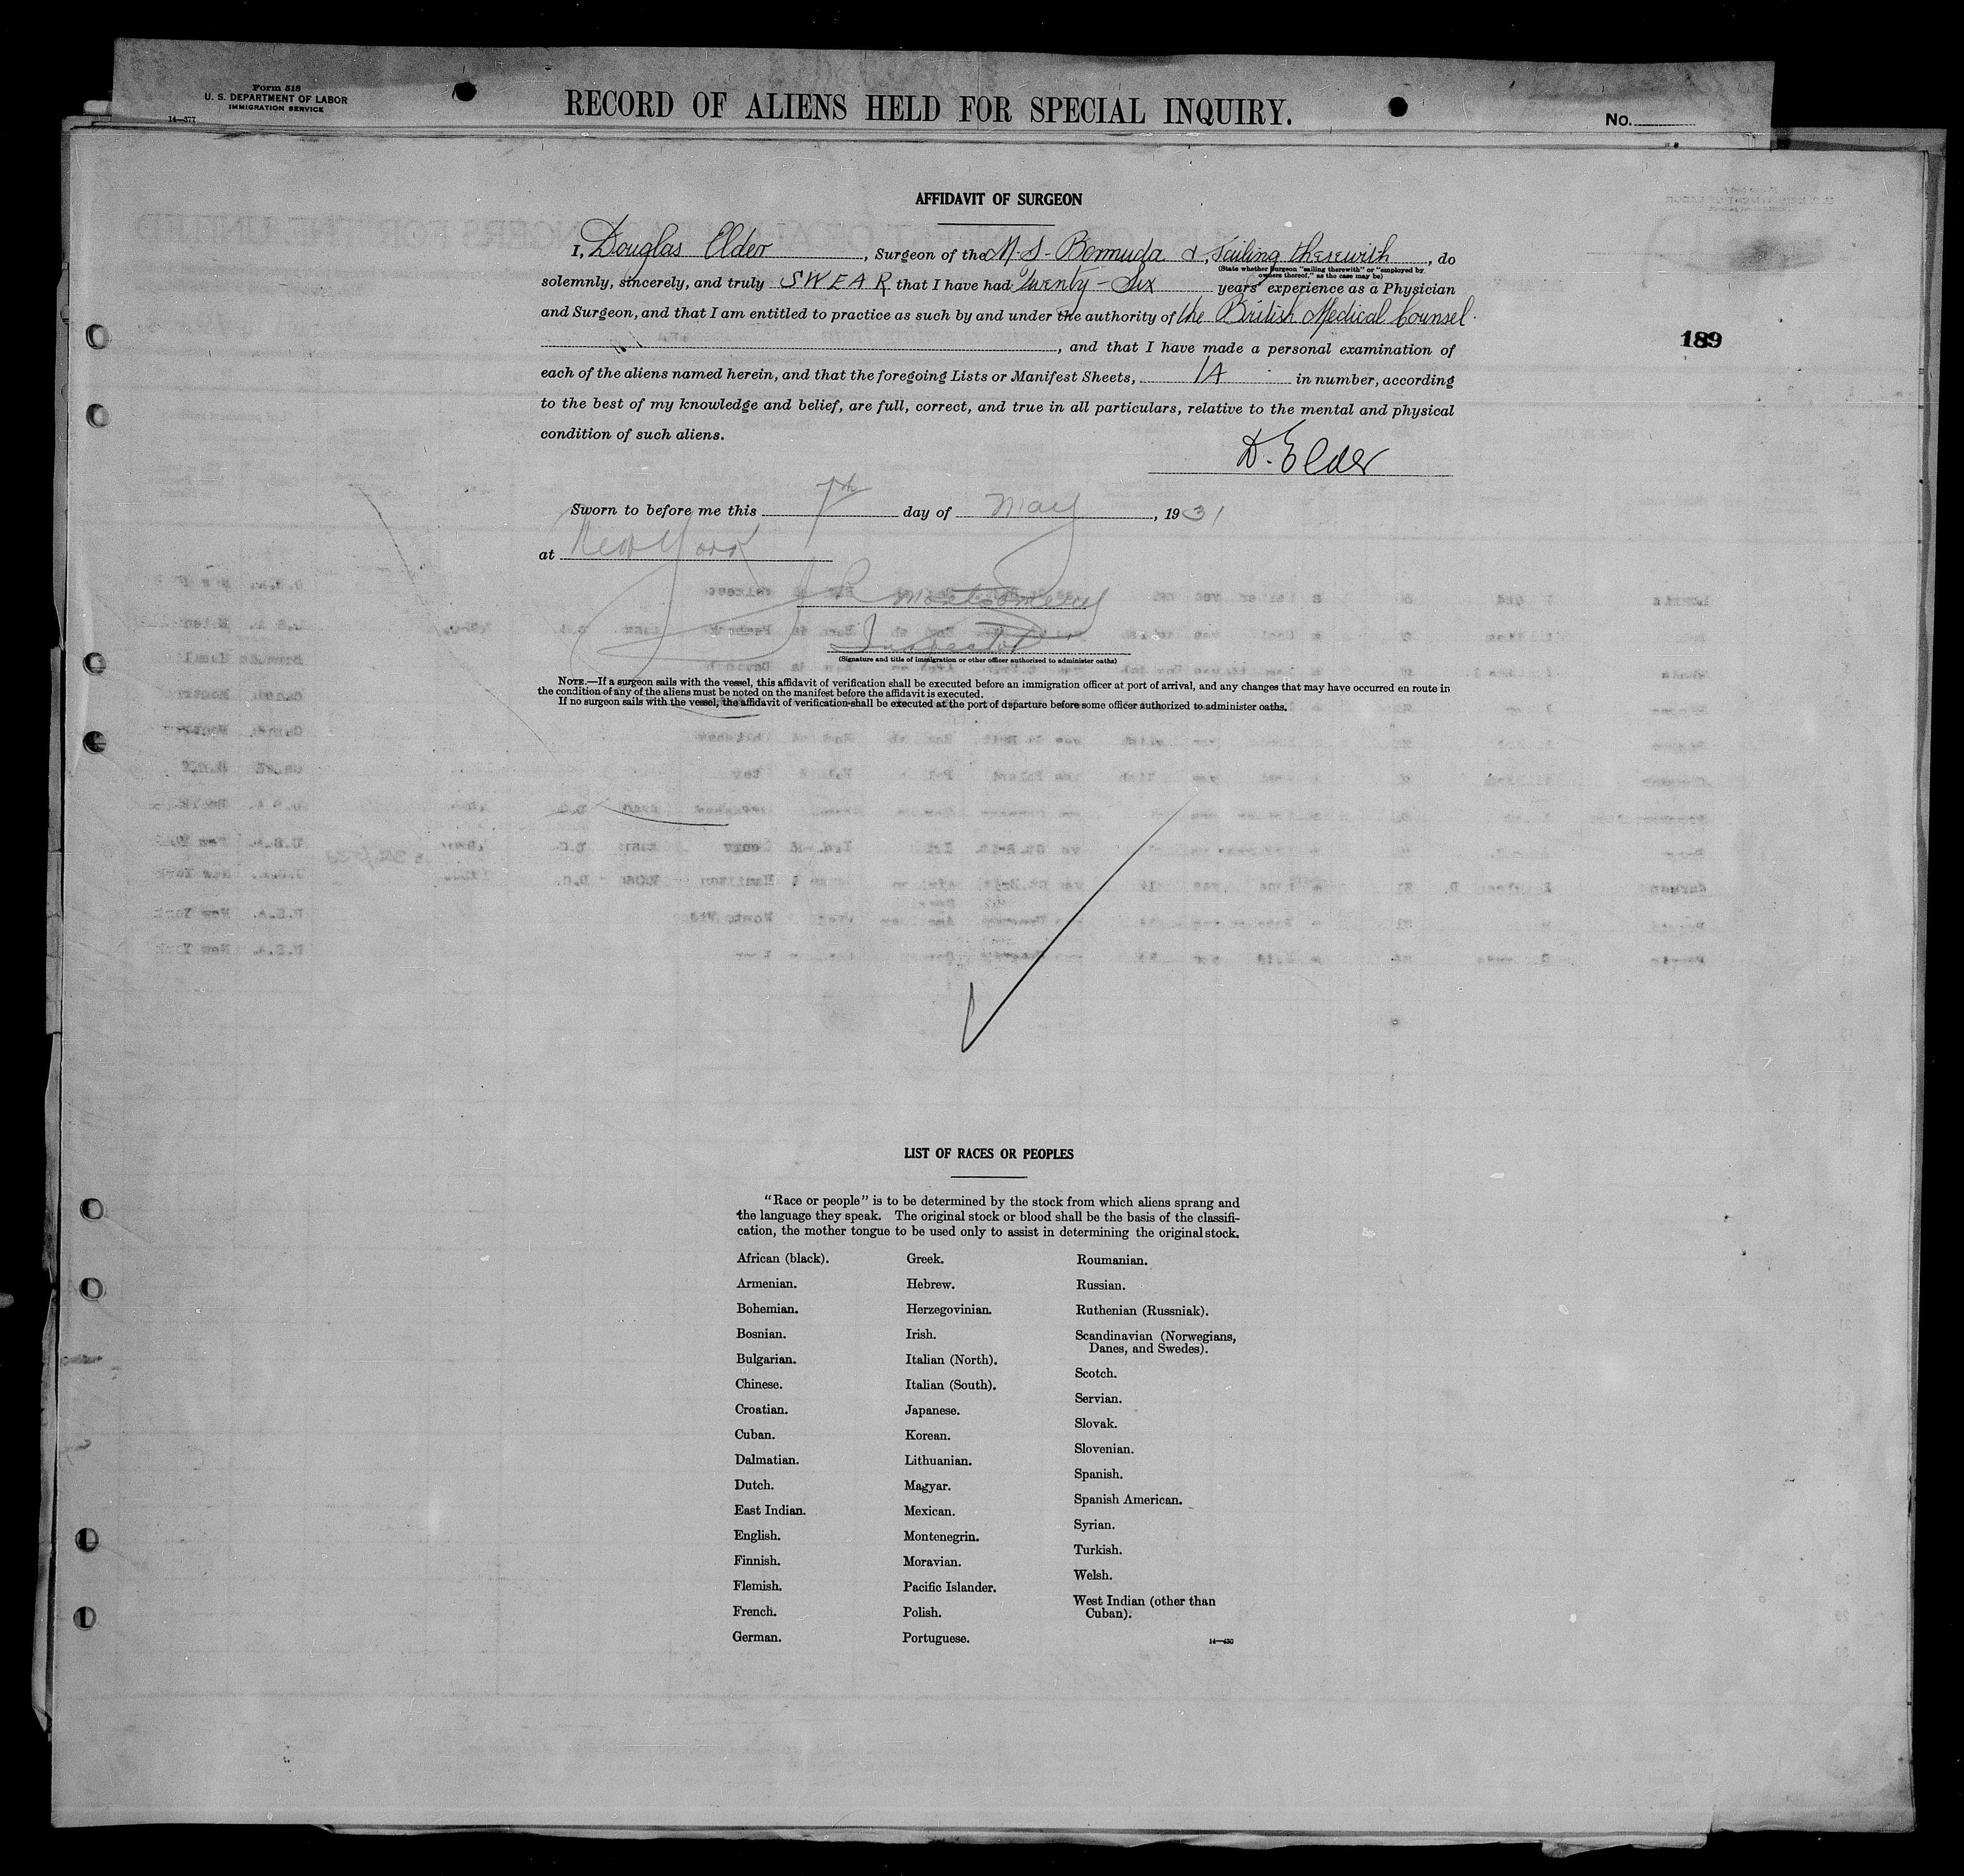 Form 518
U. S. DEPARTMENT OF LABOR
IMMIGRATION SERVICE
14—377
RECORD OF ALIENS HELD FOR SPECIAL INQUIRY.
No.
AFFIDAVIT OF SURGEON
I, Douglas Elder, Surgeon of the M.S. Bermuda &, Sailing therewith, do
(State whether surgeon "sailing therewith" or "employed by
owners thereof," as the case may be)
solemnly, sincerely, and truly SWEAR that I have had Twenty-Six years' experience as a Physician
and Surgeon, and that I am entitled to practice as such by and under the authority of the British Medical Counsel.
189
, and that I have made a personal examination of
each of the aliens named herein, and that the foregoing Lists or Manifest Sheets, 1A in number, according
to the best of my knowledge and belief, are full, correct, and true in all particulars, relative to the mental and physical
condition of such aliens.
D. Elder
Sworn to before me this 7th day of May, 1931
at New York
Montgomery
Inspector
(Signature and title of immigration or other officer authorized to administer oaths)
NOTE.—If a surgeon sails with the vessel, this affidavit of verification shall be executed before an immigration officer at port of arrival, and any changes that may have occurred en route in
the condition of any of the aliens must be noted on the manifest before the affidavit is executed.
If no surgeon sails with the vessel, the affidavit of verification shall be executed at the port of departure before some officer authorized to administer oaths.
LIST OF RACES OR PEOPLES
"Race or people" is to be determined by the stock from which aliens sprang and
the language they speak. The original stock or blood shall be the basis of the classifi-
cation, the mother tongue to be used only to assist in determining the original stock.
African (black).
Armenian.
Bohemian.
Bosnian.
Bulgarian.
Chinese.
Croatian.
Cuban.
Dalmatian.
Dutch.
East Indian.
English.
Finnish.
Flemish.
French.
German.
Greek.
Hebrew.
Herzegovinian.
Irish.
Italian (North).
Italian (South).
Japanese.
Korean.
Lithuanian.
Magyar.
Mexican.
Montenegrin.
Moravian.
Pacific Islander.
Polish.
Portuguese.
Roumanian.
Russian.
Ruthenian (Russniak).
Scandinavian (Norwegians,
Danes, and Swedes).
Scotch.
Servian.
Slovak.
Slovenian.
Spanish.
Spanish American.
Syrian.
Turkish.
Welsh.
West Indian (other than
Cuban).
14—430